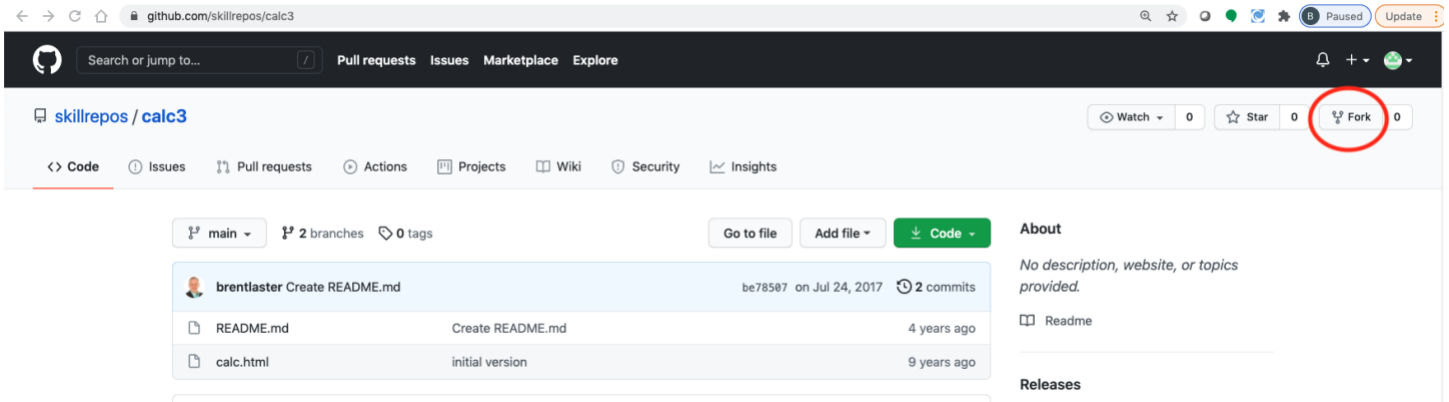 github.com/skillrepos/calc3 B Paused Update
Search or jump to... / Pull requests Issues Marketplace Explore
skillrepos / calc3 Watch 0 Star 0 Fork 0
<> Code Issues Pull requests Actions Projects Wiki Security Insights
main 2 branches 0 tags Go to file Add file Code About
No description, website, or topics
provided.
brentlaster Create README.md be78507 on Jul 24, 2017 2 commits
Readme
README.md Create README.md 4 years ago
calc.html initial version 9 years ago
Releases